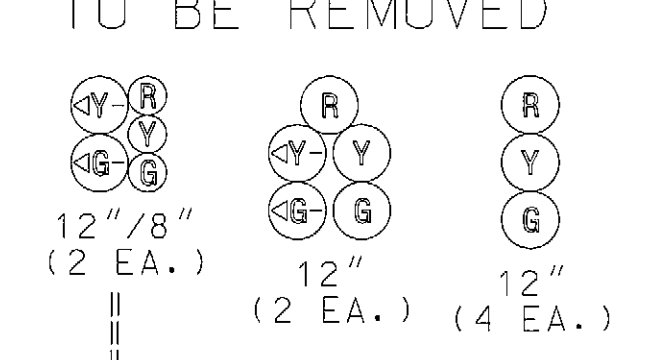 TO BE REMOVED
◁Y- R
Y
◁G- G
12"/8"
(2 EA.)
R
◁Y- Y
◁G- G
12"
(2 EA.)
R
Y
G
12"
(4 EA.)